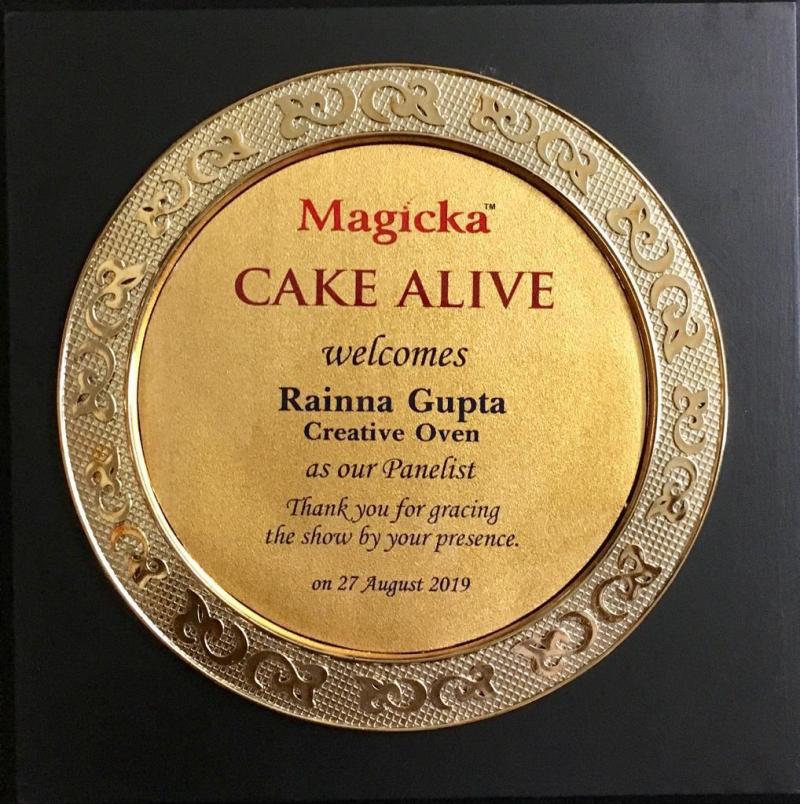 Magicka™
CAKE ALIVE
welcomes
Rainna Gupta
Creative Oven
as our Panelist
Thank you for gracing
the show by your presence.
on 27 August 2019